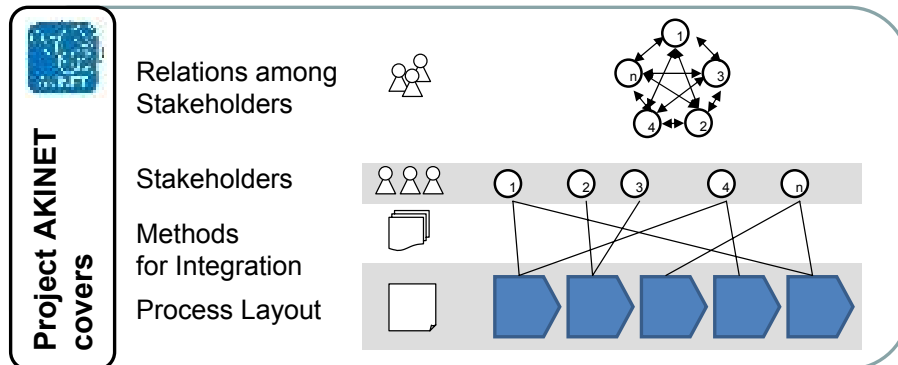 Project AKINET
covers
Relations among
Stakeholders
1
n
3
4
2
Stakeholders
1
2
3
4
n
Methods
for Integration
Process Layout